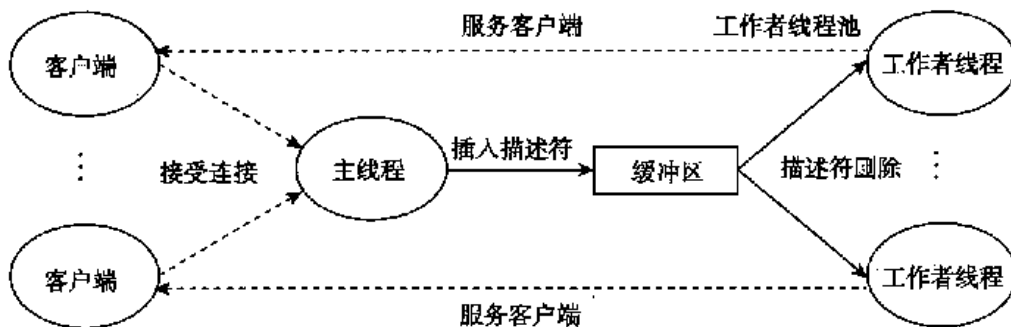 服务客户端
工作者线程池
客户端
工作者线程
插入描述符
接受连接
主线程
缓冲区
描述符回除
⋮
⋮
客户端
工作者线程
服务客户端